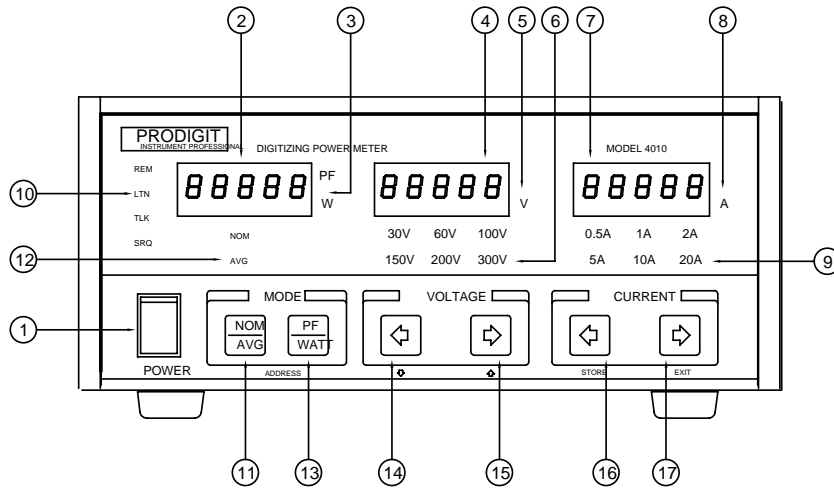 2 3 4 5 6 7 8
PRODIGIT
INSTRUMENT PROFESSIONAL DIGITIZING POWER METER MODEL 4010
REM
10 LTN
TLK
SRQ
88888 PF
W
88888 V
88888 A
NOM
12 AVG
30V 60V 100V
150V 200V 300V
0.5A 1A 2A
5A 10A 20A 9
1
POWER
MODE
NOM
AVG
PF
WATT
ADDRESS
VOLTAGE
CURRENT
STORE EXIT
11 13 14 15 16 17